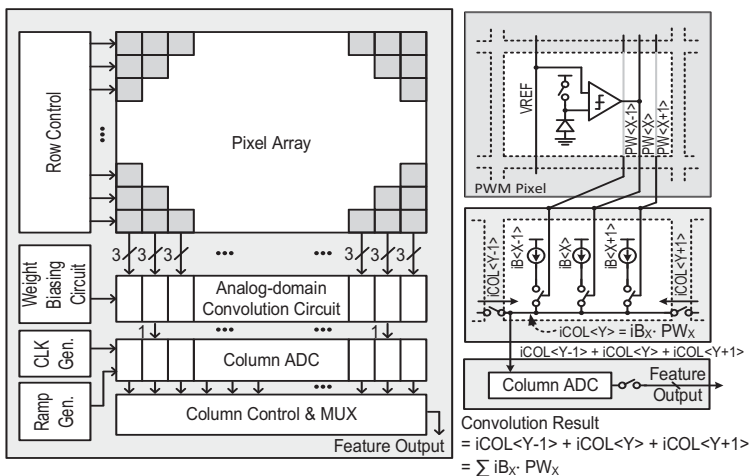 Row Control
Pixel Array
3
3
3
3
3
3
Weight
Biasing
Circuit
Analog-domain
Convolution Circuit
1
1
CLK
Gen.
Column ADC
Ramp
Gen.
Column Control & MUX
Feature Output
VREF
PW<X-1>
PW<X>
PW<X+1>
PWM Pixel
iCOL<Y-1>
iB<X-1>
iB<X>
iB<X+1>
iCOL<Y+1>
iCOL<Y> = iBX· PWX
iCOL<Y-1> + iCOL<Y> + iCOL<Y+1>
Column ADC
Feature
Output
Convolution Result
= iCOL<Y-1> + iCOL<Y> + iCOL<Y+1>
= ∑ iBX· PWX